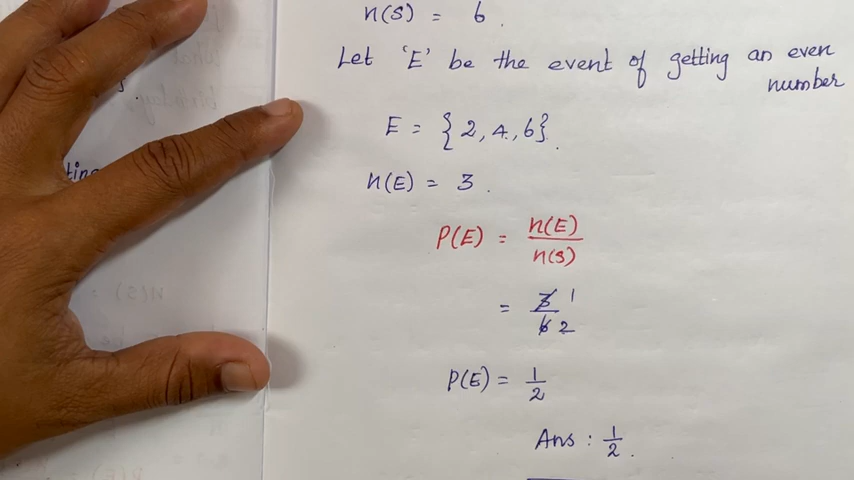 n(S) = 6.
Let 'E' be the event of getting an even
number
E = {2, 4, 6}.
n(E) = 3.
P(E) = n(E)/n(S)
= 3/6 1/2
P(E) = 1/2
Ans : 1/2.